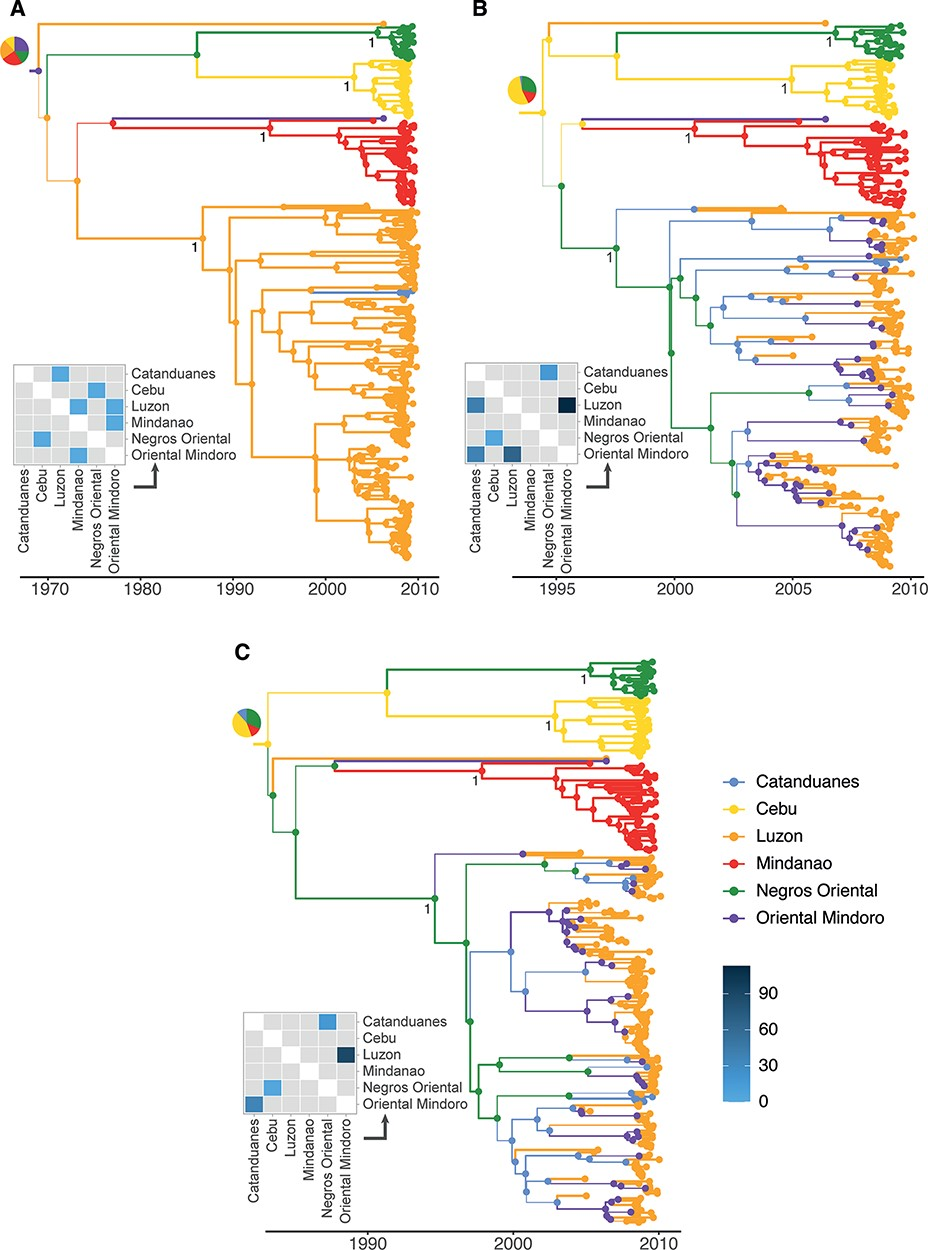 A
B
1
1
1
1
1
1
1
1
Catanduanes
Cebu
Luzon
Mindanao
Negros Oriental
Oriental Mindoro
Catanduanes
Cebu
Luzon
Mindanao
Negros Oriental
Oriental Mindoro
Catanduanes
Cebu
Luzon
Mindanao
Negros Oriental
Oriental Mindoro
Catanduanes
Cebu
Luzon
Mindanao
Negros Oriental
Oriental Mindoro
1970 1980 1990 2000 2010
1995 2000 2005 2010
C
1
1
1
1
Catanduanes
Cebu
Luzon
Mindanao
Negros Oriental
Oriental Mindoro
90
60
30
0
Catanduanes
Cebu
Luzon
Mindanao
Negros Oriental
Oriental Mindoro
Catanduanes
Cebu
Luzon
Mindanao
Negros Oriental
Oriental Mindoro
1990 2000 2010